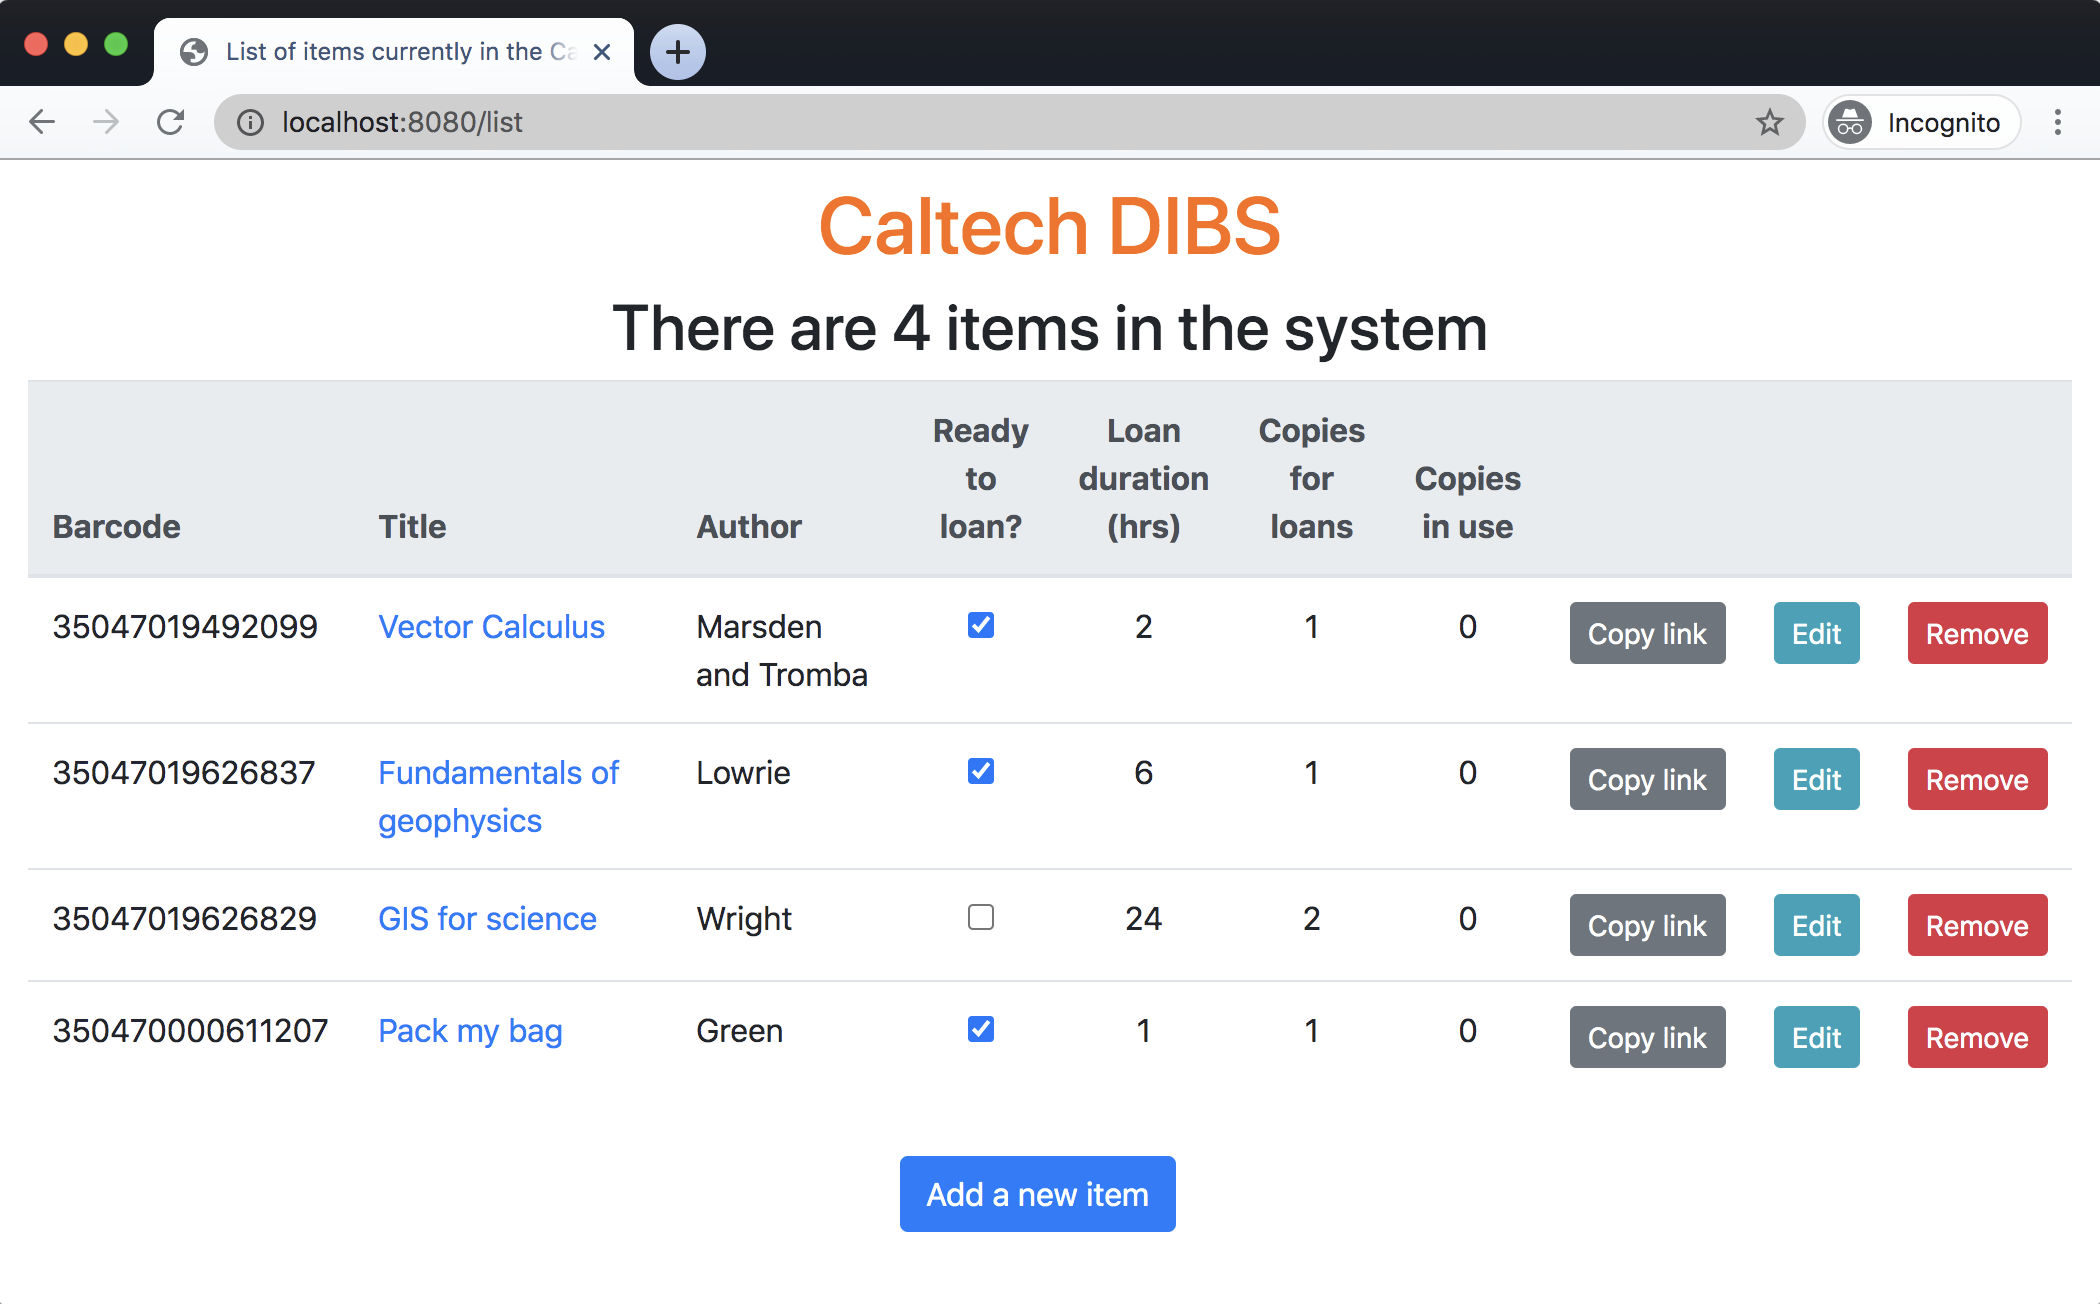 List of items currently in the Ca
localhost:8080/list
Incognito
Caltech DIBS
There are 4 items in the system
Barcode Title Author Ready to loan? Loan duration (hrs) Copies for loans Copies in use
35047019492099 Vector Calculus Marsden and Tromba 2 1 0 Copy link Edit Remove
35047019626837 Fundamentals of geophysics Lowrie 6 1 0 Copy link Edit Remove
35047019626829 GIS for science Wright 24 2 0 Copy link Edit Remove
350470000611207 Pack my bag Green 1 1 0 Copy link Edit Remove
Add a new item